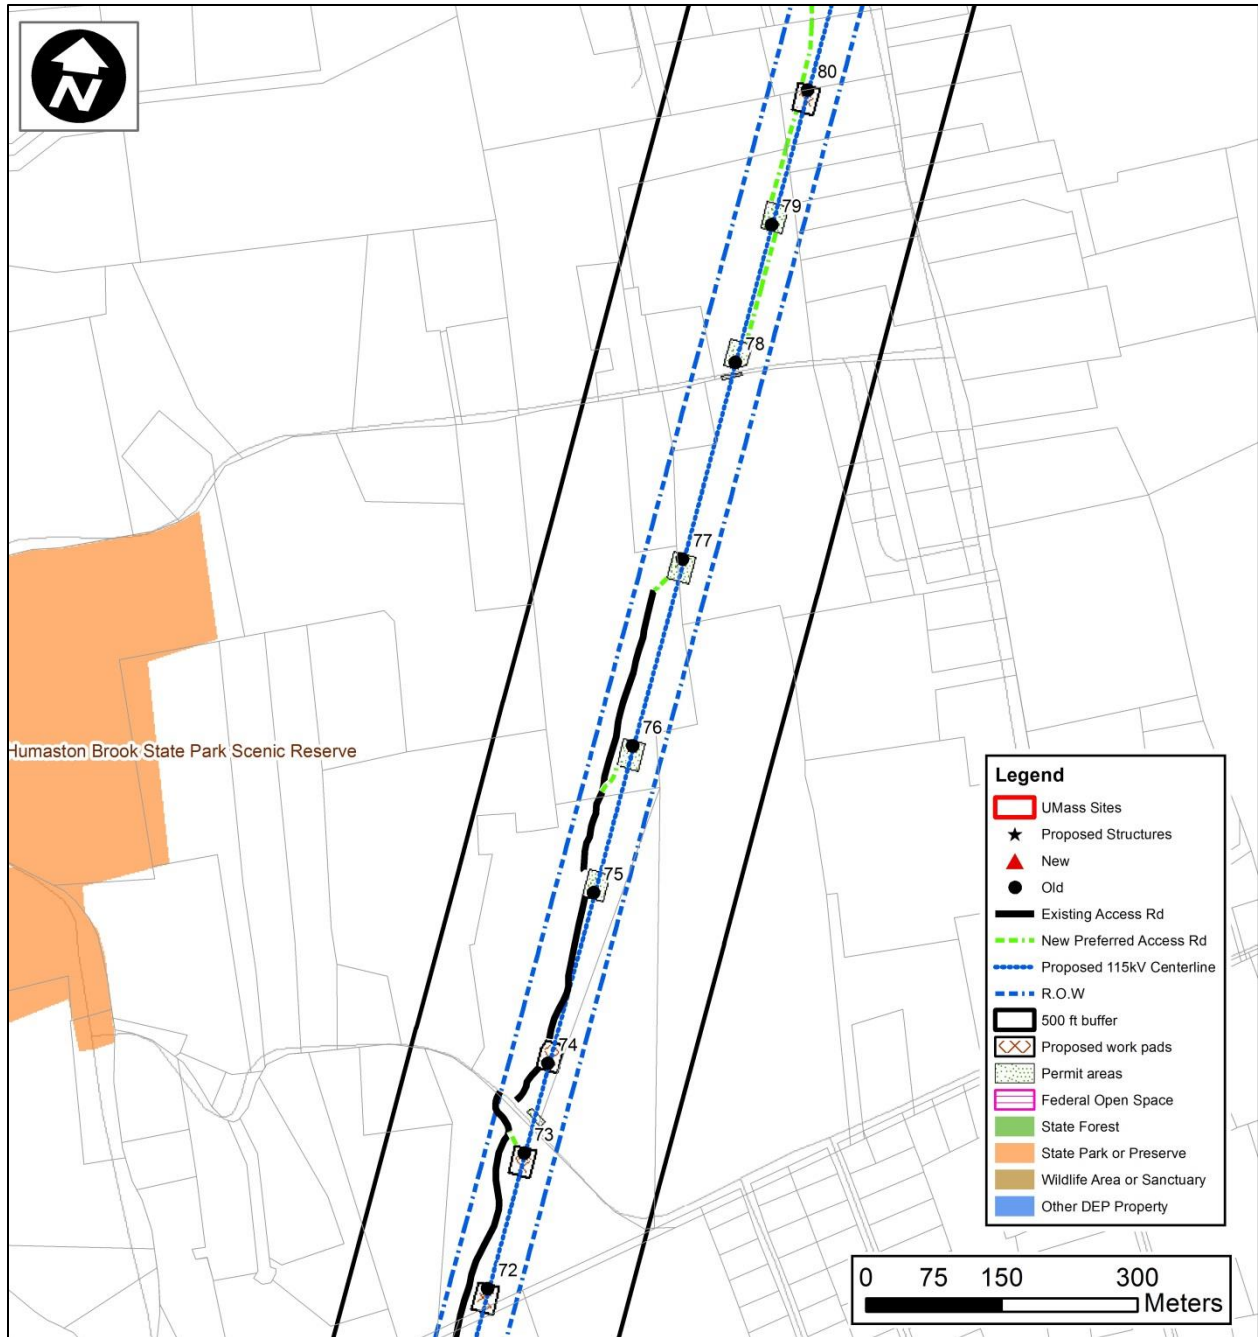 N
80
79
78
77
76
Humaston Brook State Park Scenic Reserve
75
74
73
72
Legend
UMass Sites
Proposed Structures
New
Old
Existing Access Rd
New Preferred Access Rd
Proposed 115kV Centerline
R.O.W
500 ft buffer
Proposed work pads
Permit areas
Federal Open Space
State Forest
State Park or Preserve
Wildlife Area or Sanctuary
Other DEP Property
0 75 150 300
Meters